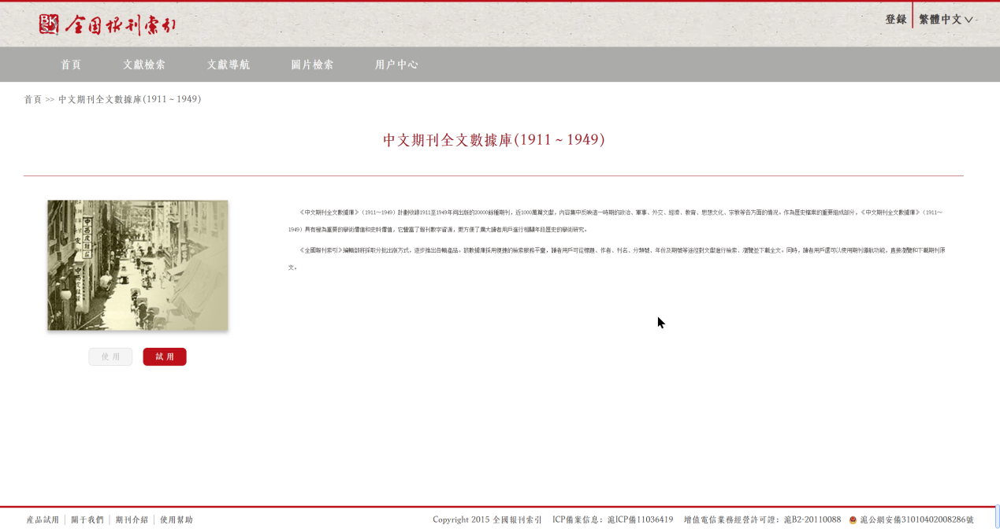 BKSY 全国报刊索引
登録 繁體中文
首頁 文獻檢索 文獻導航 圖片檢索 用户中心
首頁 >> 中文期刊全文數據庫(1911～1949)
中文期刊全文數據庫(1911～1949)
《中文期刊全文數據庫》（1911～1949）計劃收録1911至1949年間出版的20000餘種期刊，近1000萬篇文獻，内容集中反映這一時期的政治、軍事、外交、經濟、教育、思想文化、宗教等各方面的情況。作為歷史檔案的重要組成部分，《中文期刊全文數據庫》（1911～
1949）具有極為重要的學術價值和史料價值，它豐富了報刊數字資源，更方便了廣大讀者用戶進行相關年段歷史的學術研究。
《全國報刊索引》編輯部將採取分批出版方式，逐步推出各輯產品。該數據庫採用便捷的檢索服務平臺，讀者用戶可從標題、作者、刊名、分類號、年份及期號等途徑對文獻進行檢索、瀏覽並下載全文。同時，讀者用戶還可以使用期刊導航功能，直接瀏覽和下載期刊原
文。
使 用 試 用
産品試用 關于我們 期刊介紹 使用幫助 Copyright 2015 全國報刊索引 ICP備案信息：滬ICP備11036419 增值電信業務經營許可證：滬B2-20110088 滬公網安備31010402008286號